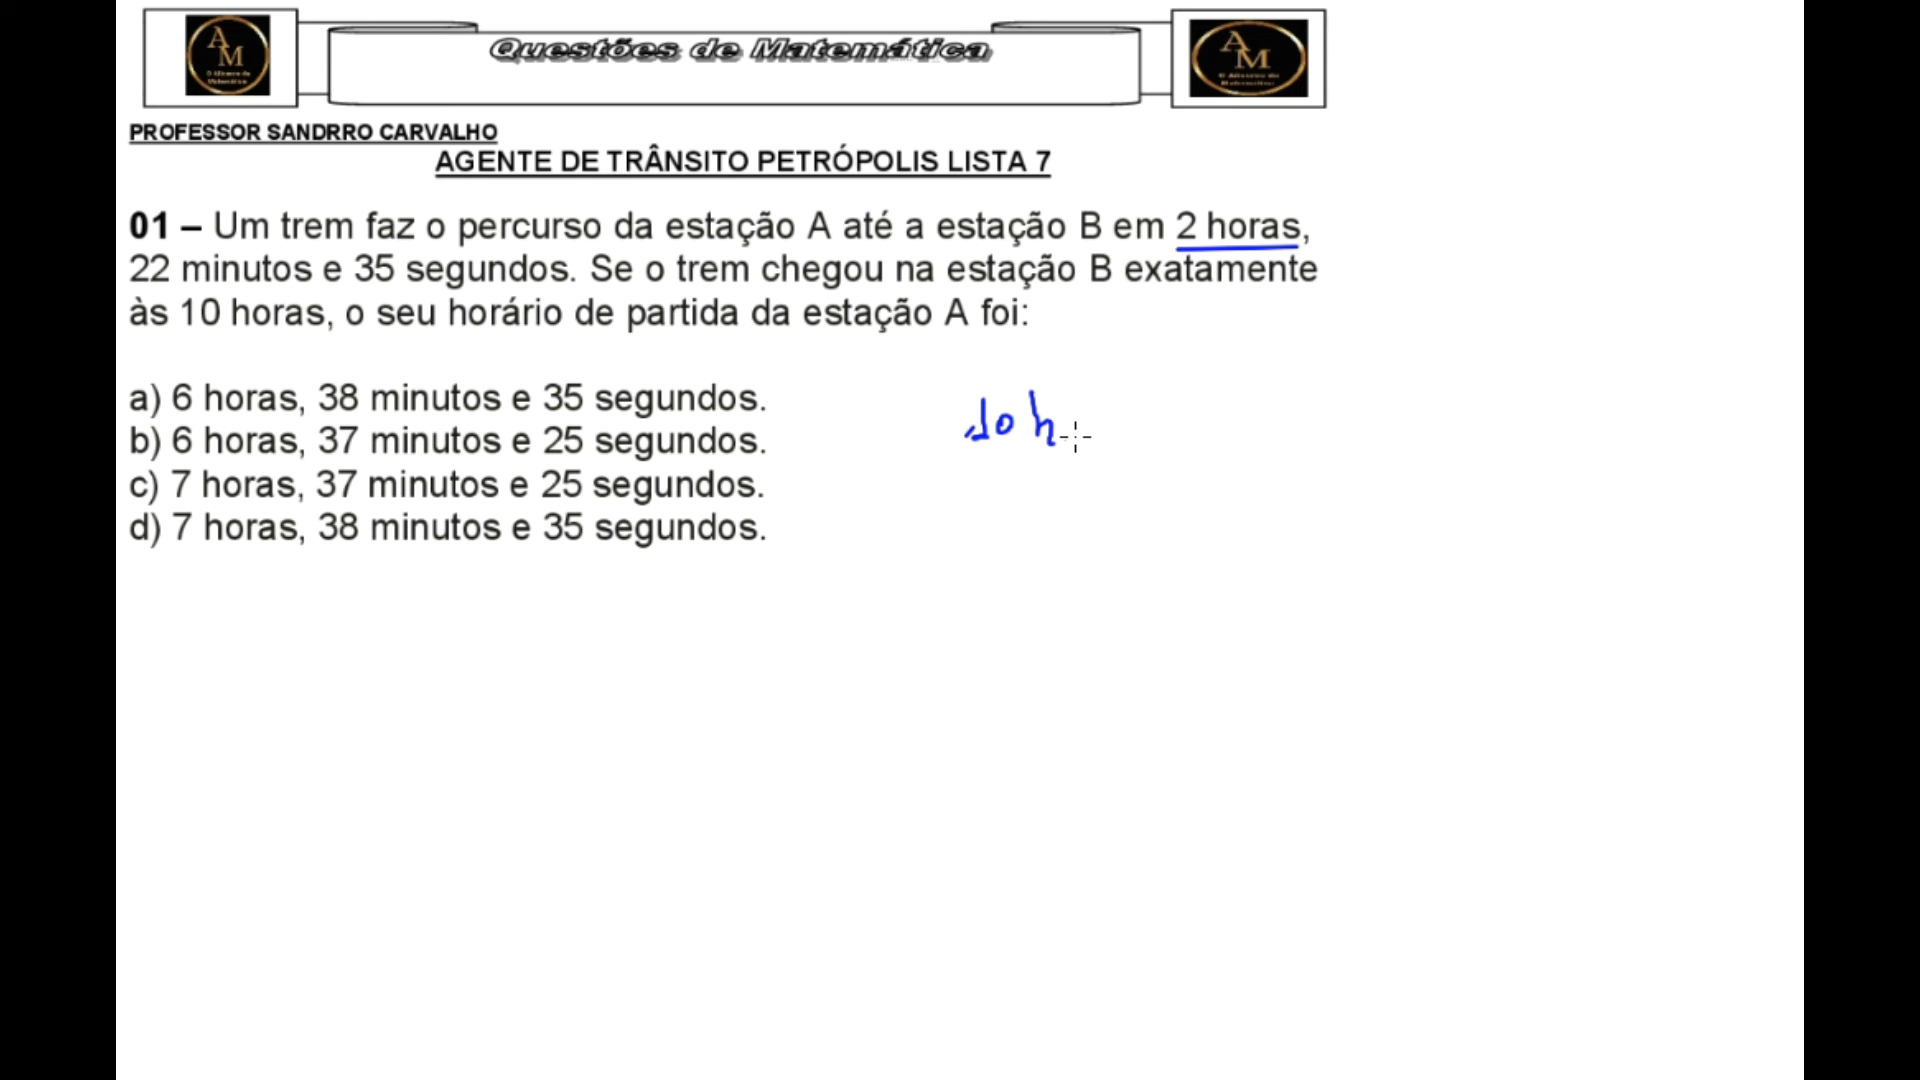 A
M
A
M
Questões de Matemática
PROFESSOR SANDRRO CARVALHO
AGENTE DE TRÂNSITO PETRÓPOLIS LISTA 7
01 – Um trem faz o percurso da estação A até a estação B em 2 horas,
22 minutos e 35 segundos. Se o trem chegou na estação B exatamente
às 10 horas, o seu horário de partida da estação A foi:
a) 6 horas, 38 minutos e 35 segundos.
b) 6 horas, 37 minutos e 25 segundos.
c) 7 horas, 37 minutos e 25 segundos.
d) 7 horas, 38 minutos e 35 segundos.
10 h